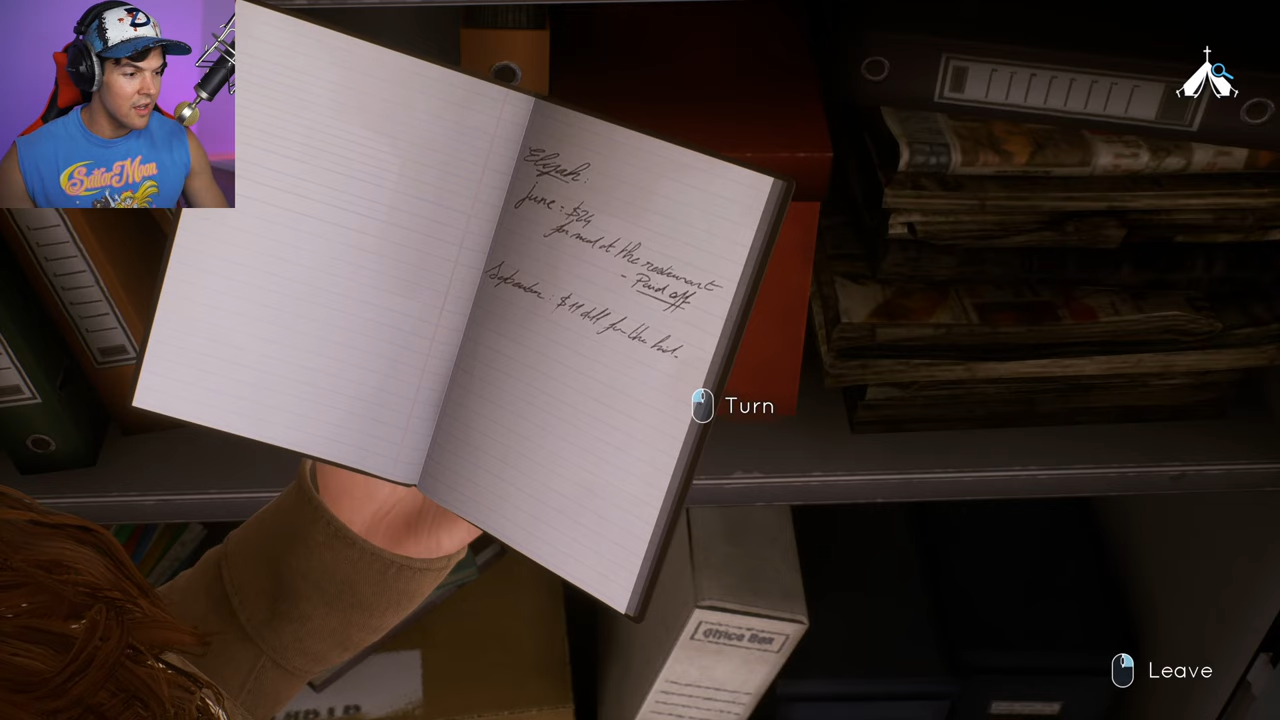 Sailor Moon
Elijah:
June: $24
for meal at the restaurant
- Paid off
September: $11 doll for the kid.
Turn
Office Box
Leave